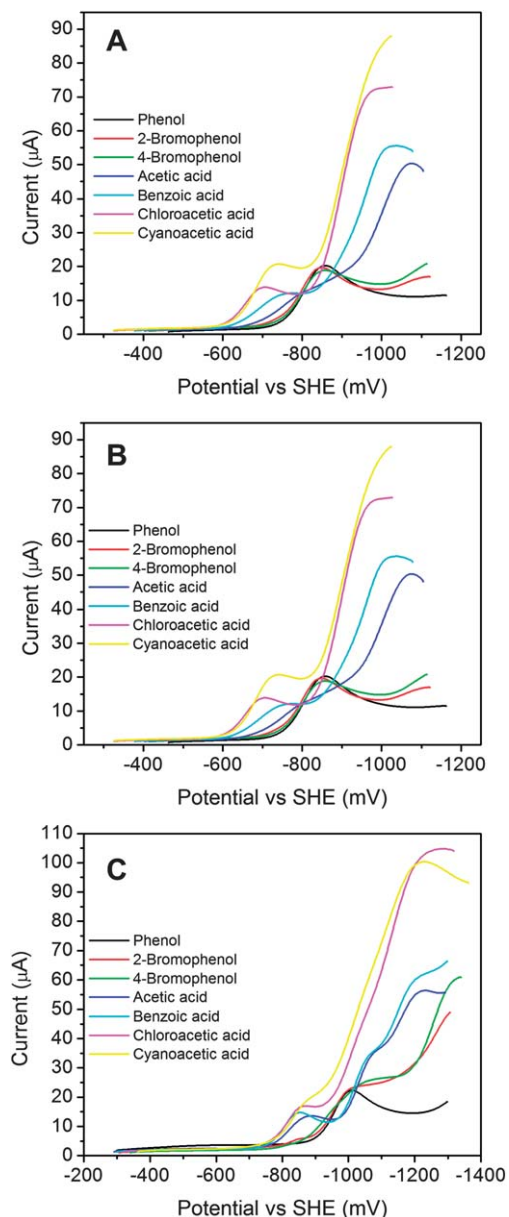 A
90
80
70
60
50
40
30
20
10
0
Current (µA)
Phenol
2-Bromophenol
4-Bromophenol
Acetic acid
Benzoic acid
Chloroacetic acid
Cyanoacetic acid
-400 -600 -800 -1000 -1200
Potential vs SHE (mV)
B
90
80
70
60
50
40
30
20
10
0
Current (µA)
Phenol
2-Bromophenol
4-Bromophenol
Acetic acid
Benzoic acid
Chloroacetic acid
Cyanoacetic acid
-400 -600 -800 -1000 -1200
Potential vs SHE (mV)
C
110
100
90
80
70
60
50
40
30
20
10
0
Current (µA)
Phenol
2-Bromophenol
4-Bromophenol
Acetic acid
Benzoic acid
Chloroacetic acid
Cyanoacetic acid
-200 -400 -600 -800 -1000 -1200 -1400
Potential vs SHE (mV)